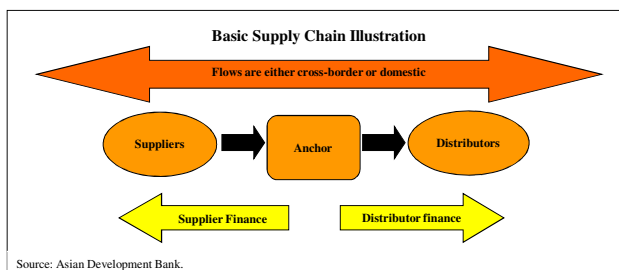 Basic Supply Chain Illustration
Flows are either cross-border or domestic
Suppliers
Anchor
Distributors
Supplier Finance
Distributor finance
Source: Asian Development Bank.